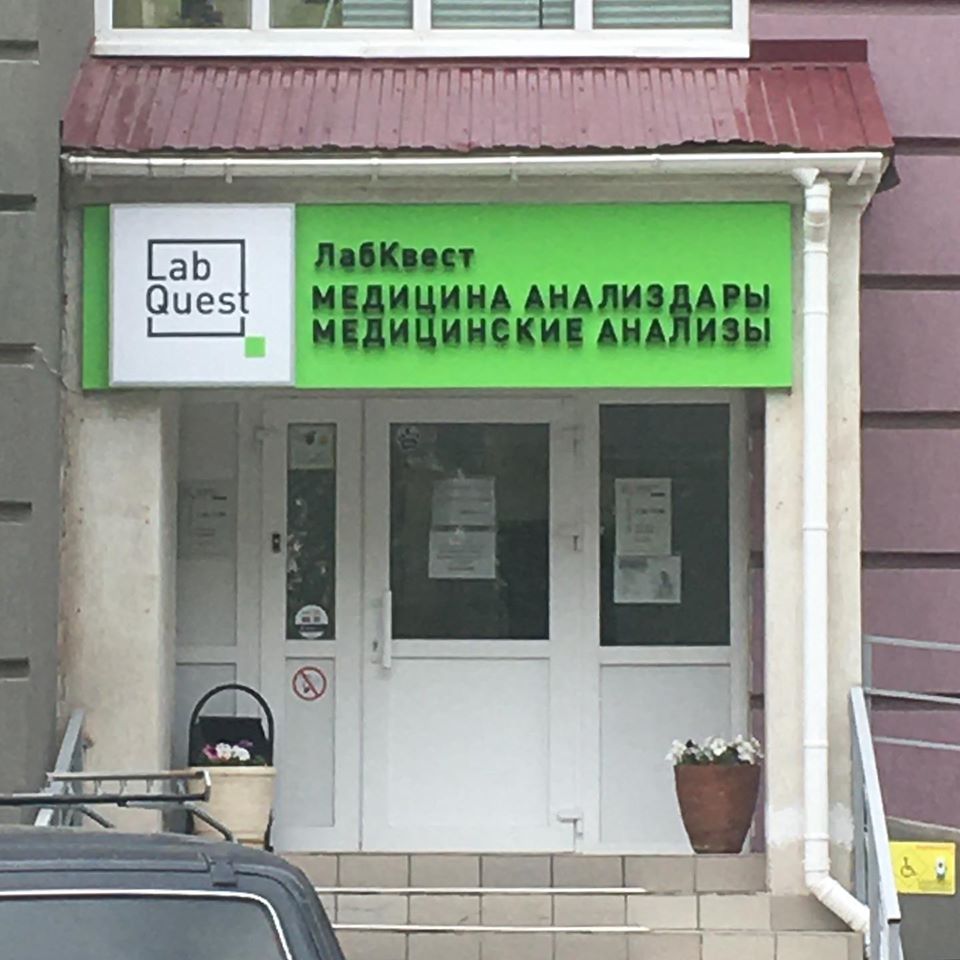 Lab
Quest
ЛабКвест
МЕДИЦИНА АНАЛИЗДАРЫ
МЕДИЦИНСКИЕ АНАЛИЗЫ